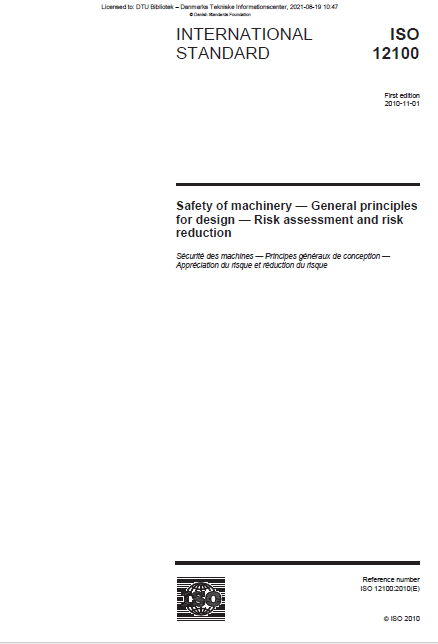 Licensed to: DTU Bibliotek – Danmarks Tekniske Informationscenter, 2021-08-19 10:47
© Danish Standards Foundation
INTERNATIONAL STANDARD
ISO 12100
First edition
2010-11-01
Safety of machinery — General principles
for design — Risk assessment and risk
reduction
Sécurité des machines — Principes généraux de conception —
Appréciation du risque et réduction du risque
ISO
Reference number
ISO 12100:2010(E)
© ISO 2010